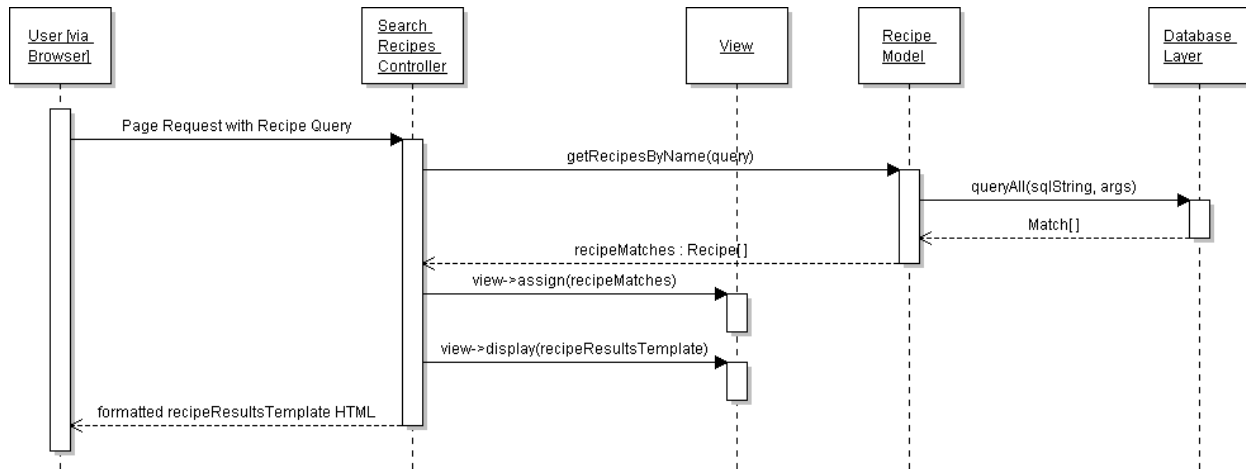 User [via
Browser]
Search
Recipes
Controller
View
Recipe
Model
Database
Layer
Page Request with Recipe Query
getRecipesByName(query)
queryAll(sqlString, args)
Match[ ]
recipeMatches : Recipe[ ]
view->assign(recipeMatches)
view->display(recipeResultsTemplate)
formatted recipeResultsTemplate HTML